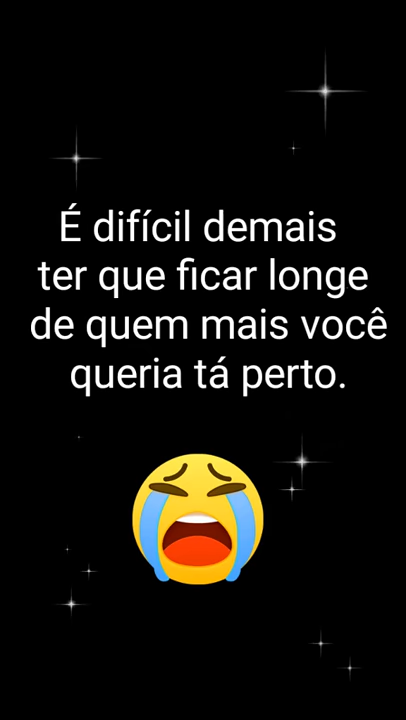 É difícil demais
ter que ficar longe
de quem mais você
queria tá perto.